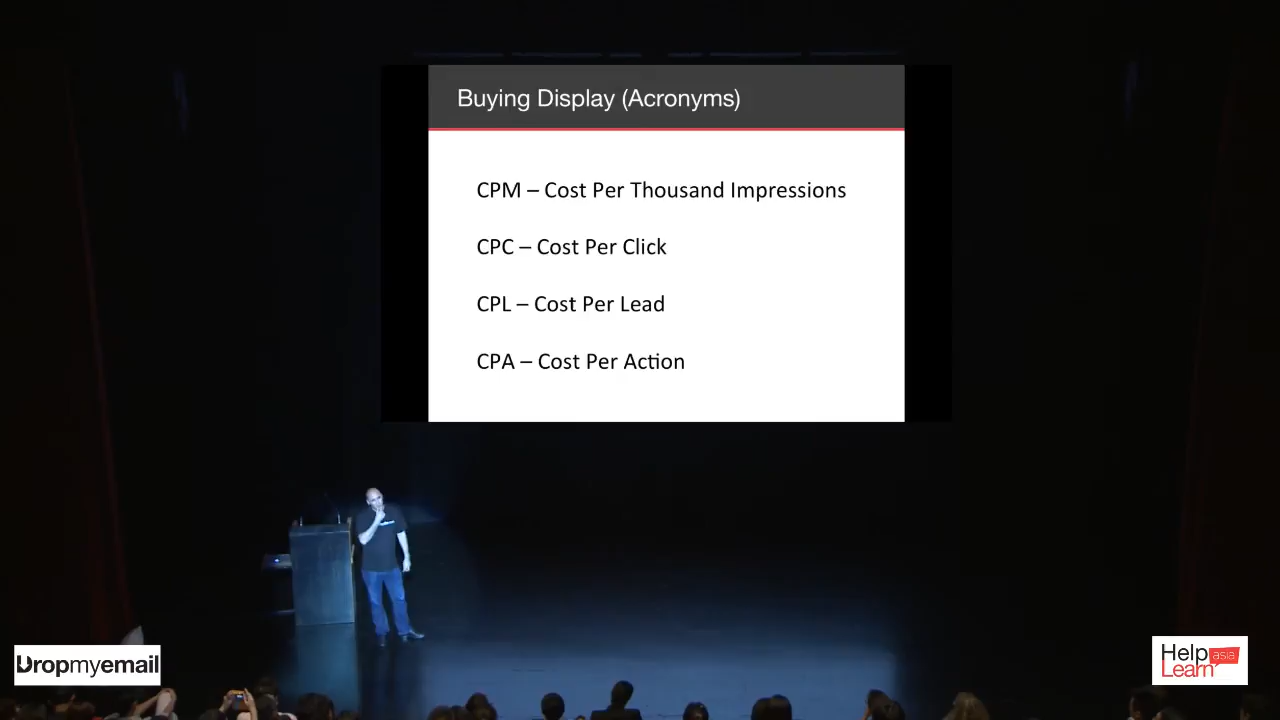 Buying Display (Acronyms)
CPM – Cost Per Thousand Impressions
CPC – Cost Per Click
CPL – Cost Per Lead
CPA – Cost Per Action
Dropmyemail
Help
asia
Learn